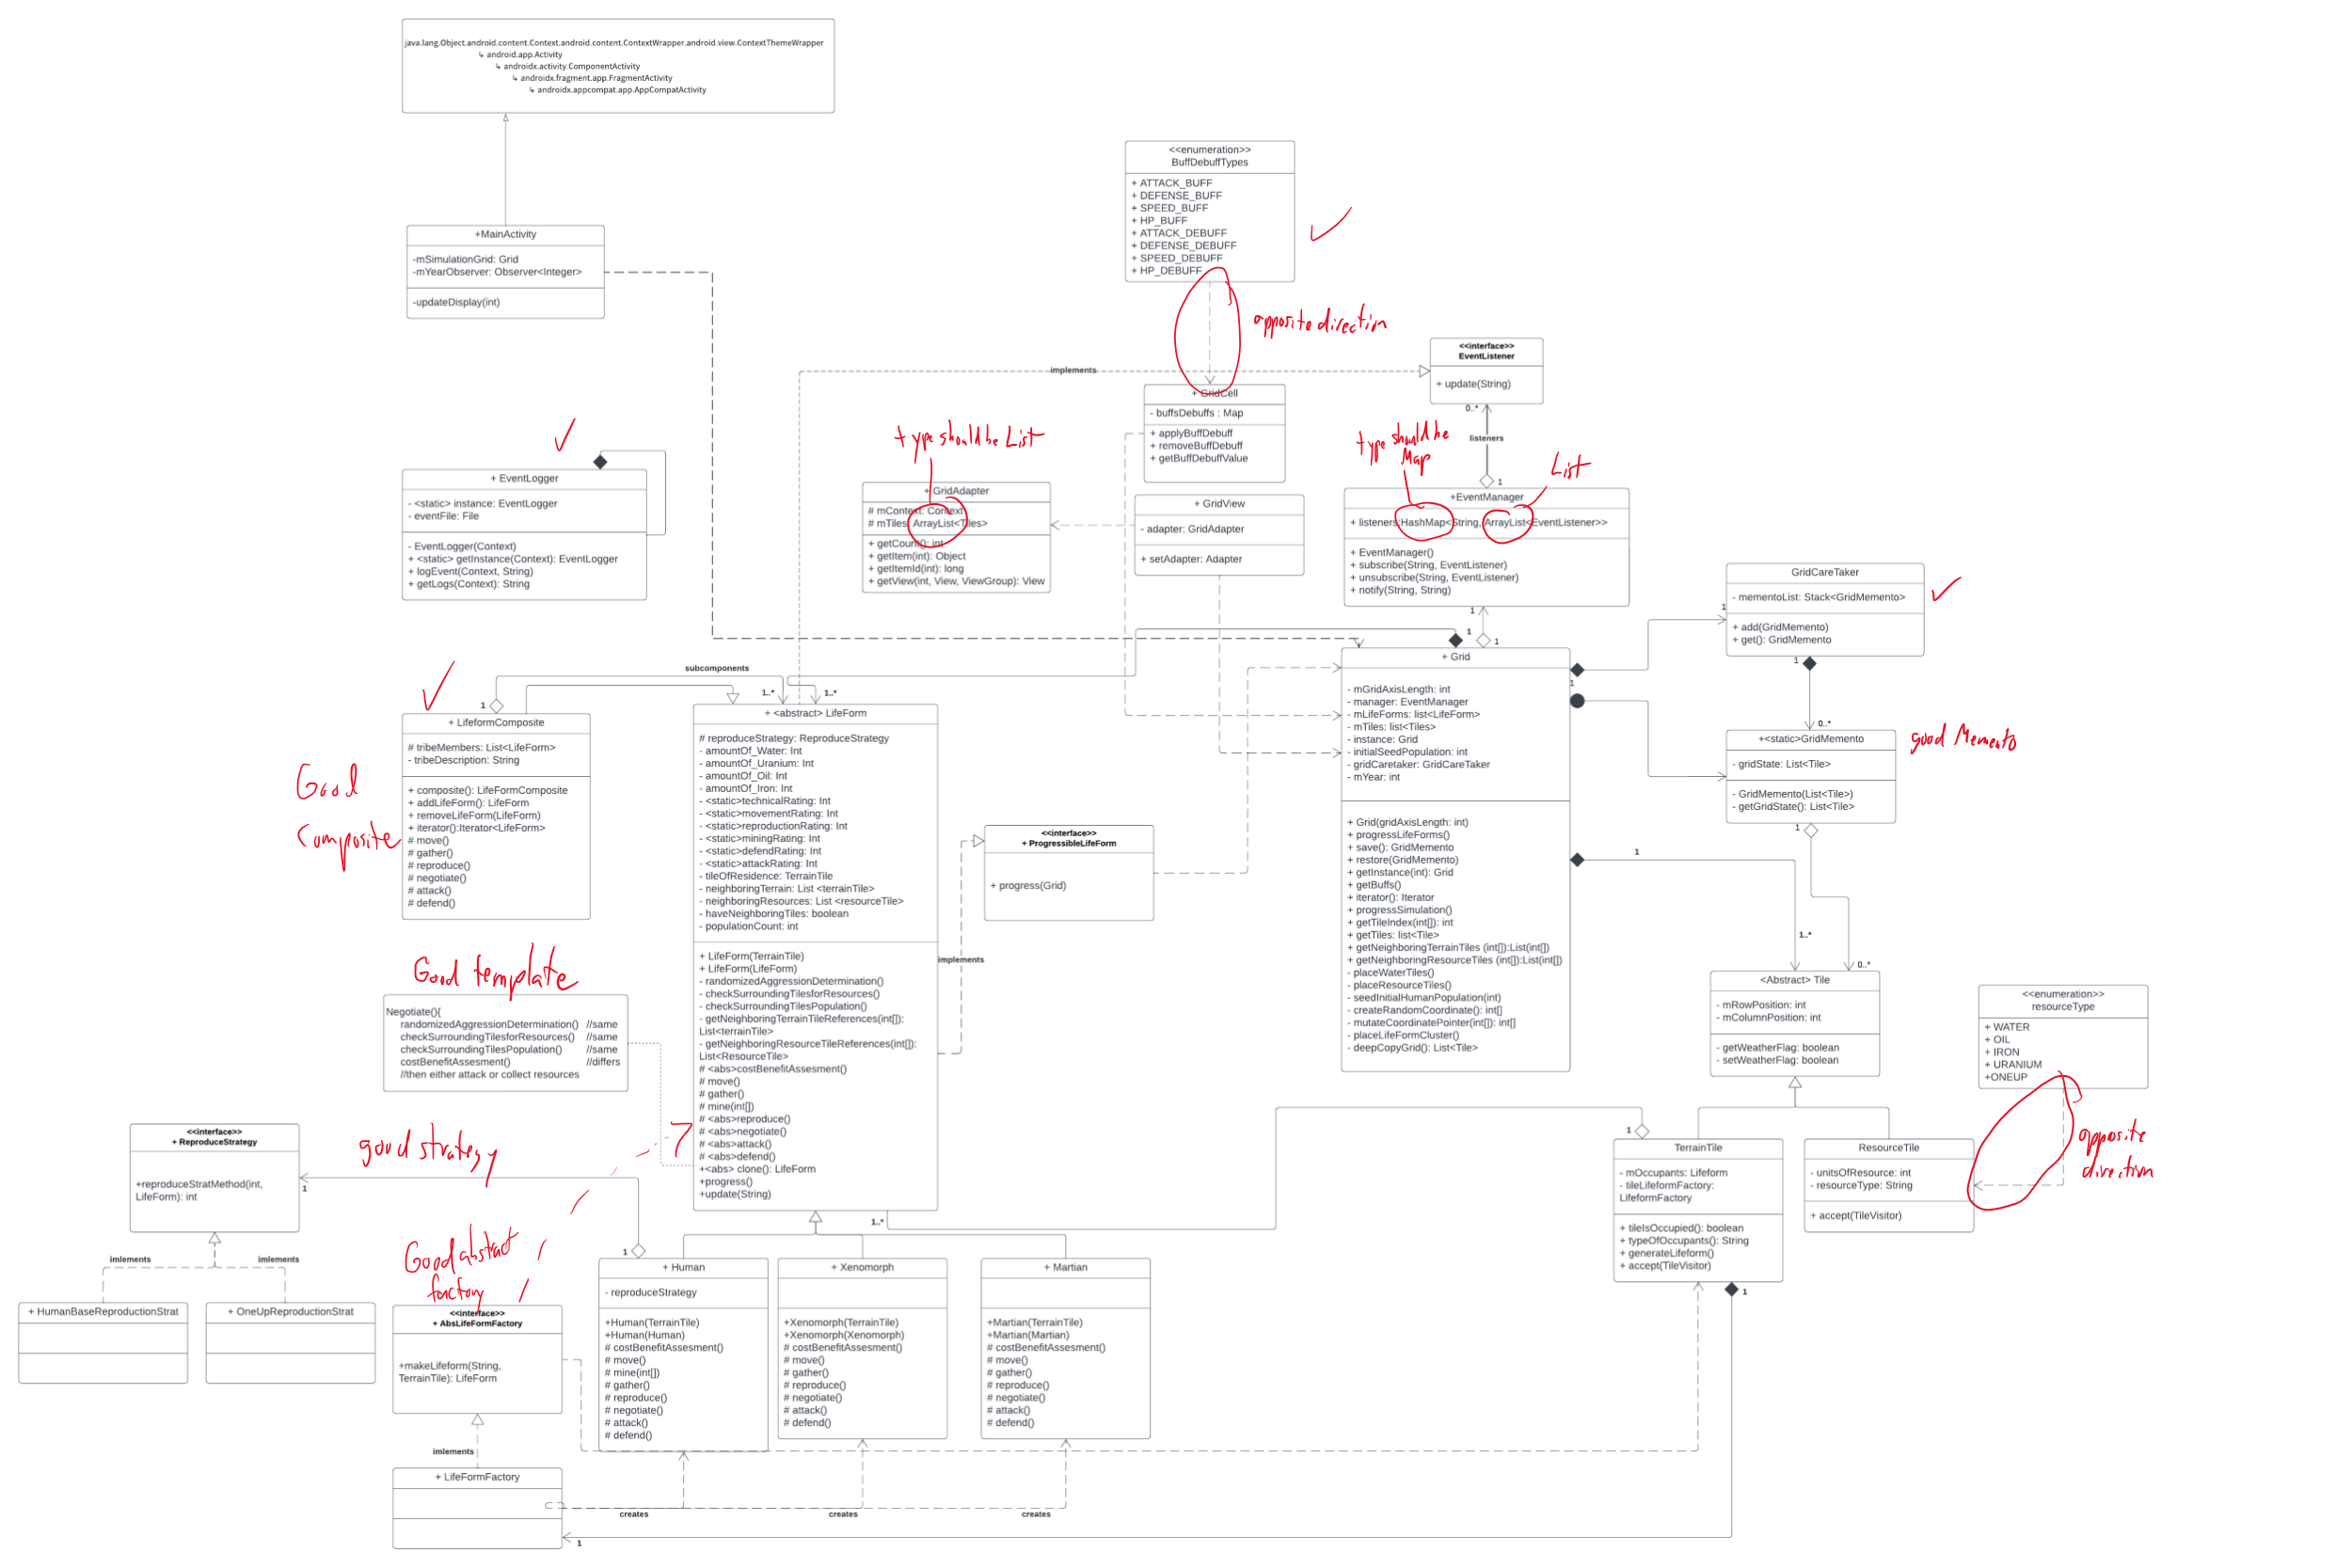 java.lang.Object.android.content.Context.android.content.ContextWrapper.android.view.ContextThemeWrapper
↳ android.app.Activity
↳ androidx.activity.ComponentActivity
↳ androidx.fragment.app.FragmentActivity
↳ androidx.appcompat.app.AppCompatActivity
+MainActivity
-mSimulationGrid: Grid
-mYearObserver: Observer<Integer>
-updateDisplay(int)
<<enumeration>>
BuffDebuffTypes
+ ATTACK_BUFF
+ DEFENSE_BUFF
+ SPEED_BUFF
+ HP_BUFF
+ ATTACK_DEBUFF
+ DEFENSE_DEBUFF
+ SPEED_DEBUFF
+ HP_DEBUFF
opposite direction
<<interface>>
EventListener
+ update(String)
0..*
listeners
1
implements
+ GridCell
- buffsDebuffs : Map
+ applyBuffDebuff
+ removeBuffDebuff
+ getBuffDebuffValue
type should be List
+ GridAdapter
# mContext: Context
# mTiles: ArrayList<Tiles>
+ getCount(): int
+ getItem(int): Object
+ getItemId(int): long
+ getView(int, View, ViewGroup): View
+ GridView
- adapter: GridAdapter
+ setAdapter: Adapter
type should be
Map
List
+EventManager
+ listeners:HashMap<String, ArrayList<EventListener>>
+ EventManager()
+ subscribe(String, EventListener)
+ unsubscribe(String, EventListener)
+ notify(String, String)
1
1
1
+ EventLogger
- <static> instance: EventLogger
- eventFile: File
- EventLogger(Context)
+ <static> getInstance(Context): EventLogger
+ logEvent(Context, String)
+ getLogs(Context): String
GridCareTaker
- mementoList: Stack<GridMemento>
+ add(GridMemento)
+ get(): GridMemento
1
1
1
0..*
+<static>GridMemento
- gridState: List<Tile>
- GridMemento(List<Tile>)
- getGridState(): List<Tile>
good Memento
1
0..*
subcomponents
1
1..*
1..*
+ LifeformComposite
# tribeMembers: List<LifeForm>
- tribeDescription: String
+ composite(): LifeFormComposite
+ addLifeForm(): LifeForm
+ removeLifeForm(LifeForm)
+ iterator():Iterator<LifeForm>
# move()
# gather()
# reproduce()
# negotiate()
# attack()
# defend()
Good
Composite
+ <abstract> LifeForm
# reproduceStrategy: ReproduceStrategy
- amountOf_Water: Int
- amountOf_Uranium: Int
- amountOf_Oil: Int
- amountOf_Iron: Int
- <static>technicalRating: Int
- <static>movementRating: Int
- <static>reproductionRating: Int
- <static>miningRating: Int
- <static>defendRating: Int
- <static>attackRating: Int
- tileOfResidence: TerrainTile
- neighboringTerrain: List <terrainTile>
- neighboringResources: List <resourceTile>
- haveNeighboringTiles: boolean
- populationCount: int
+ LifeForm(TerrainTile)
+ LifeForm(LifeForm)
- randomizedAggressionDetermination()
- checkSurroundingTilesforResources()
- checkSurroundingTilesPopulation()
- getNeighboringTerrainTileReferences(int[]):
List<terrainTile>
- getNeighboringResourceTileReferences(int[]):
List<ResourceTile>
# <abs>costBenefitAssesment()
# move()
# gather()
# mine(int[])
# <abs>reproduce()
# <abs>negotiate()
# <abs>attack()
# <abs>defend()
+<abs> clone(): LifeForm
+progress()
+update(String)
<<interface>>
+ ProgressibleLifeForm
+ progress(Grid)
implements
+ Grid
- mGridAxisLength: int
- manager: EventManager
- mLifeForms: list<LifeForm>
- mTiles: list<Tiles>
- instance: Grid
- initialSeedPopulation: int
- gridCaretaker: GridCareTaker
- mYear: int
+ Grid(gridAxisLength: int)
+ progressLifeForms()
+ save(): GridMemento
+ restore(GridMemento)
+ getInstance(int): Grid
+ getBuffs()
+ iterator(): Iterator
+ progressSimulation()
+ getTileIndex(int[]): int
+ getTiles: list<Tile>
+ getNeighboringTerrainTiles (int[]):List(int[])
+ getNeighboringResourceTiles (int[]):List(int[])
- placeWaterTiles()
- placeResourceTiles()
- seedInitialHumanPopulation(int)
- createRandomCoordinate(): int[]
- mutateCoordinatePointer(int[]): int[]
- placeLifeFormCluster()
- deepCopyGrid(): List<Tile>
1
1..*
<Abstract> Tile
- mRowPosition: int
- mColumnPosition: int
- getWeatherFlag: boolean
- setWeatherFlag: boolean
<<enumeration>>
resourceType
+ WATER
+ OIL
+ IRON
+ URANIUM
+ONEUP
opposite
direction
Good template
Negotiate(){
randomizedAggressionDetermination() //same
checkSurroundingTilesforResources() //same
checkSurroundingTilesPopulation() //same
costBenefitAssesment() //differs
//then either attack or collect resources
1
TerrainTile
- mOccupants: Lifeform
- tileLifeformFactory:
LifeformFactory
+ tileIsOccupied(): boolean
+ typeOfOccupants(): String
+ generateLifeform()
+ accept(TileVisitor)
1
ResourceTile
- unitsOfResource: int
- resourceType: String
+ accept(TileVisitor)
<<interface>>
+ ReproduceStrategy
+reproduceStratMethod(int,
LifeForm): int
good strategy
1
1
1..*
imlements
imlements
+ HumanBaseReproductionStrat
+ OneUpReproductionStrat
Good abstract
factory
<<interface>>
+ AbsLifeFormFactory
+makeLifeform(String,
TerrainTile): LifeForm
imlements
+ LifeFormFactory
+ Human
- reproduceStrategy
+Human(TerrainTile)
+Human(Human)
# costBenefitAssesment()
# move()
# mine(int[])
# gather()
# reproduce()
# negotiate()
# attack()
# defend()
+ Xenomorph
+Xenomorph(TerrainTile)
+Xenomorph(Xenomorph)
# costBenefitAssesment()
# move()
# gather()
# reproduce()
# negotiate()
# attack()
# defend()
+ Martian
+Martian(TerrainTile)
+Martian(Martian)
# costBenefitAssesment()
# move()
# gather()
# reproduce()
# negotiate()
# attack()
# defend()
creates
creates
creates
1